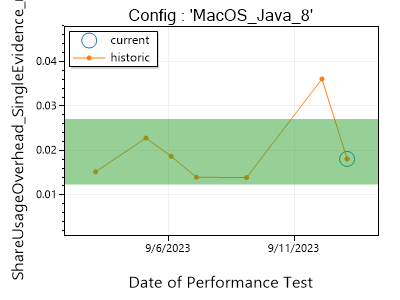 Config : 'MacOS_Java_8'
current
historic
0.04
0.03
0.02
0.01
ShareUsageOverhead_SingleEvidence_
9/6/2023
9/11/2023
Date of Performance Test